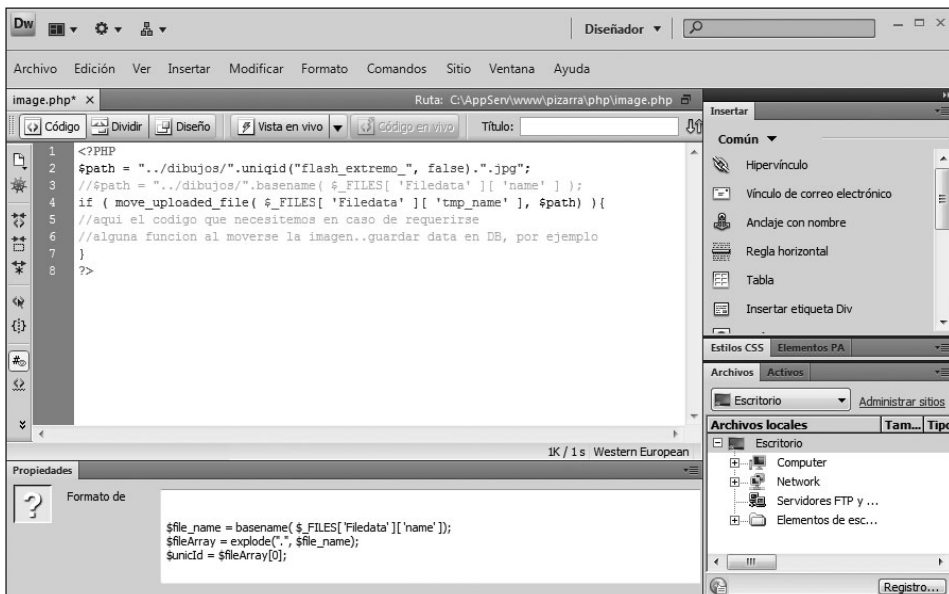 Dw Diseñador
Archivo Edición Ver Insertar Modificar Formato Comandos Sitio Ventana Ayuda
image.php* Ruta: C:\AppServ\www\pizarra\php\image.php
Código Dividir Diseño Vista en vivo Código en vivo Título:
1 <?PHP
2 $path = "../dibujos/".uniqid("flash_extremo_", false).".jpg";
3 //$path = "../dibujos/".basename( $_FILES[ 'Filedata' ][ 'name' ] );
4 if ( move_uploaded_file( $_FILES[ 'Filedata' ][ 'tmp_name' ], $path) ){
5 //aqui el codigo que necesitemos en caso de requerirse
6 //alguna funcion al moverse la imagen..guardar data en DB, por ejemplo
7 }
8 ?>
1K / 1 s Western European
Propiedades
Formato de
$file_name = basename( $_FILES['Filedata']['name']);
$fileArray = explode(".", $file_name);
$unicId = $fileArray[0];
Insertar
Común
Hipervínculo
Vínculo de correo electrónico
Anclaje con nombre
Regla horizontal
Tabla
Insertar etiqueta Div
Estilos CSS Elementos PA
Archivos Activos
Escritorio Administrar sitios
Archivos locales Tam... Tipo
Escritorio
Computer
Network
Servidores FTP y ...
Elementos de esc...
Registro...